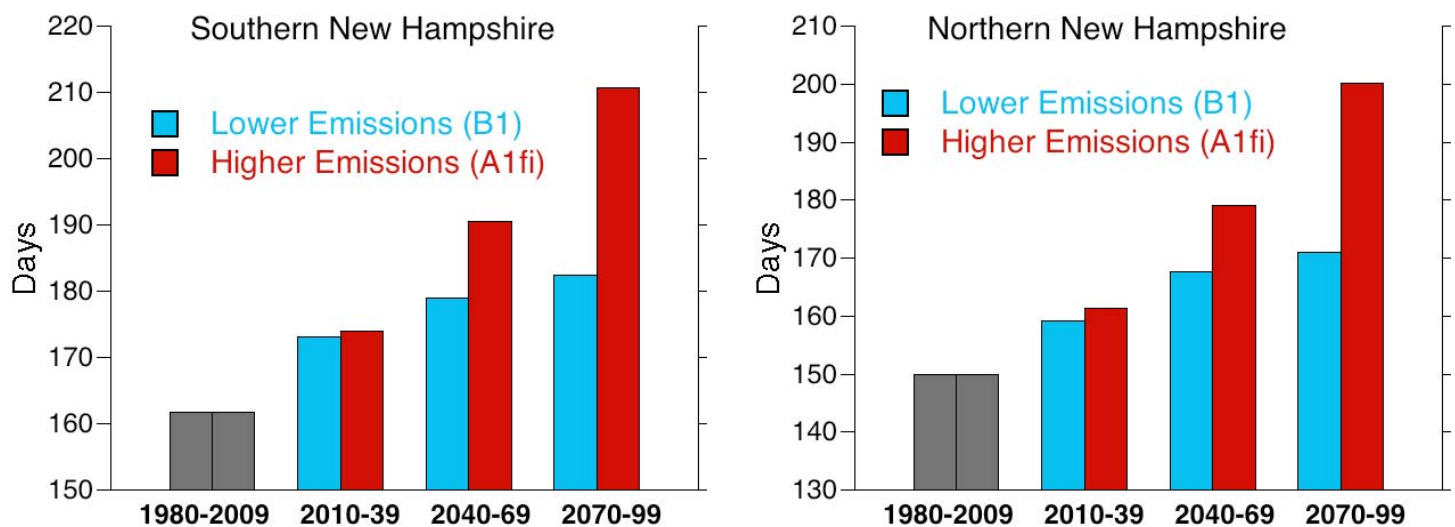 Southern New Hampshire
Lower Emissions (B1)
Higher Emissions (A1fi)
Days
220
210
200
190
180
170
160
150
1980-2009 2010-39 2040-69 2070-99
Northern New Hampshire
Lower Emissions (B1)
Higher Emissions (A1fi)
Days
210
200
190
180
170
160
150
140
130
1980-2009 2010-39 2040-69 2070-99